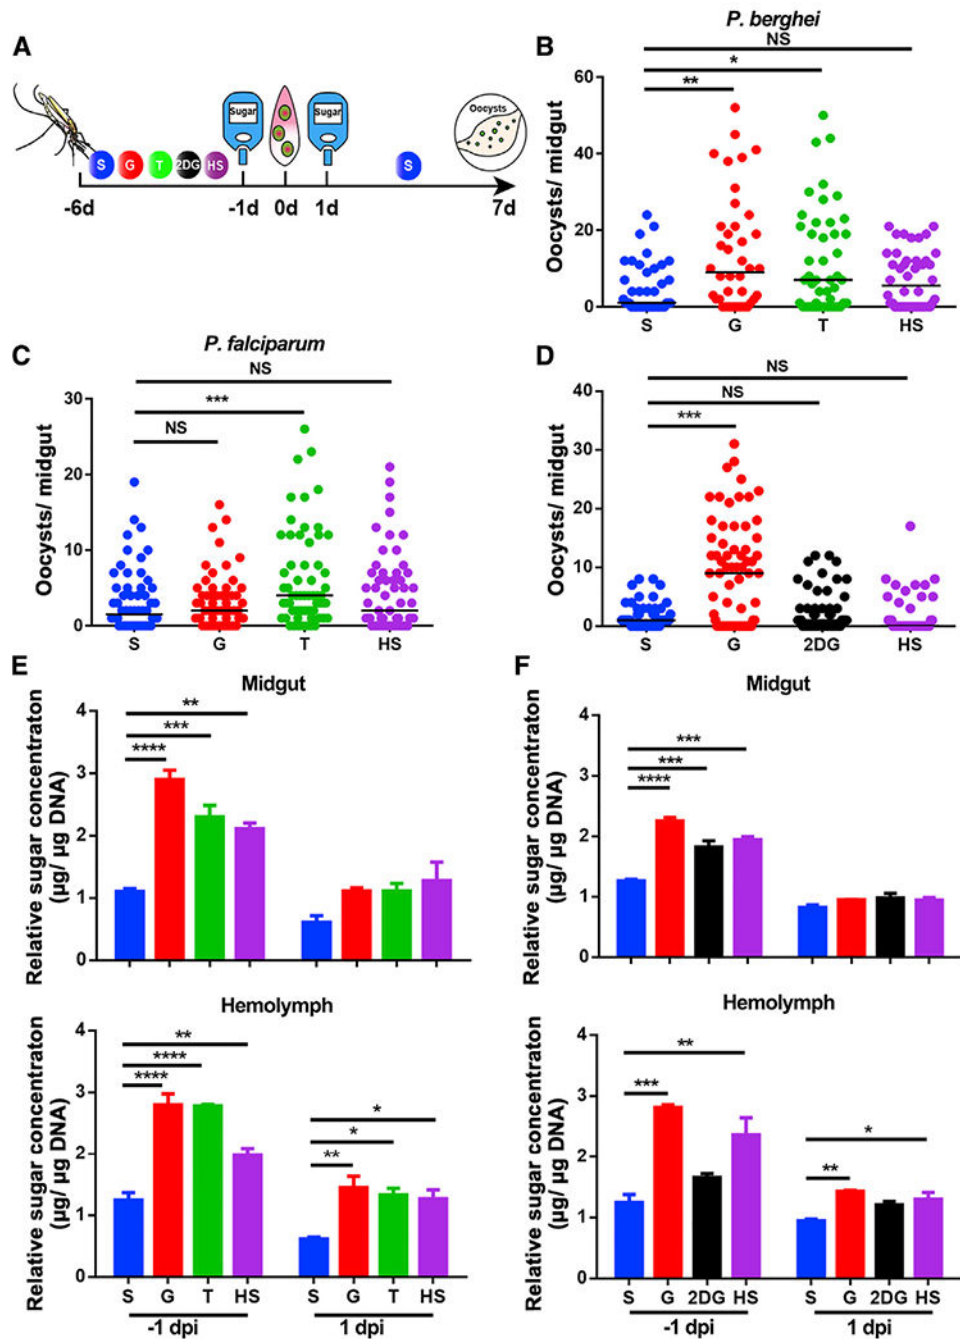 A
Sugar
Sugar
Oocysts
S G T 2DG HS
S
-6d -1d 0d 1d 7d
B
P. berghei
NS
*
**
Oocysts/ midgut
60
40
20
0
S G T HS
C
P. falciparum
NS
***
NS
Oocysts/ midgut
30
20
10
0
S G T HS
D
NS
NS
***
Oocysts/ midgut
40
30
20
10
0
S G 2DG HS
E
Midgut
**
***
****
Relative sugar concentraton
(µg/ µg DNA)
4
3
2
1
0
Hemolymph
**
****
****
*
*
**
Relative sugar concentraton
(µg/ µg DNA)
4
3
2
1
0
S G T HS S G T HS
-1 dpi 1 dpi
F
Midgut
***
***
****
Relative sugar concentraton
(µg/ µg DNA)
4
3
2
1
0
Hemolymph
**
***
*
**
Relative sugar concentraton
(µg/ µg DNA)
4
3
2
1
0
S G 2DG HS S G 2DG HS
-1 dpi 1 dpi